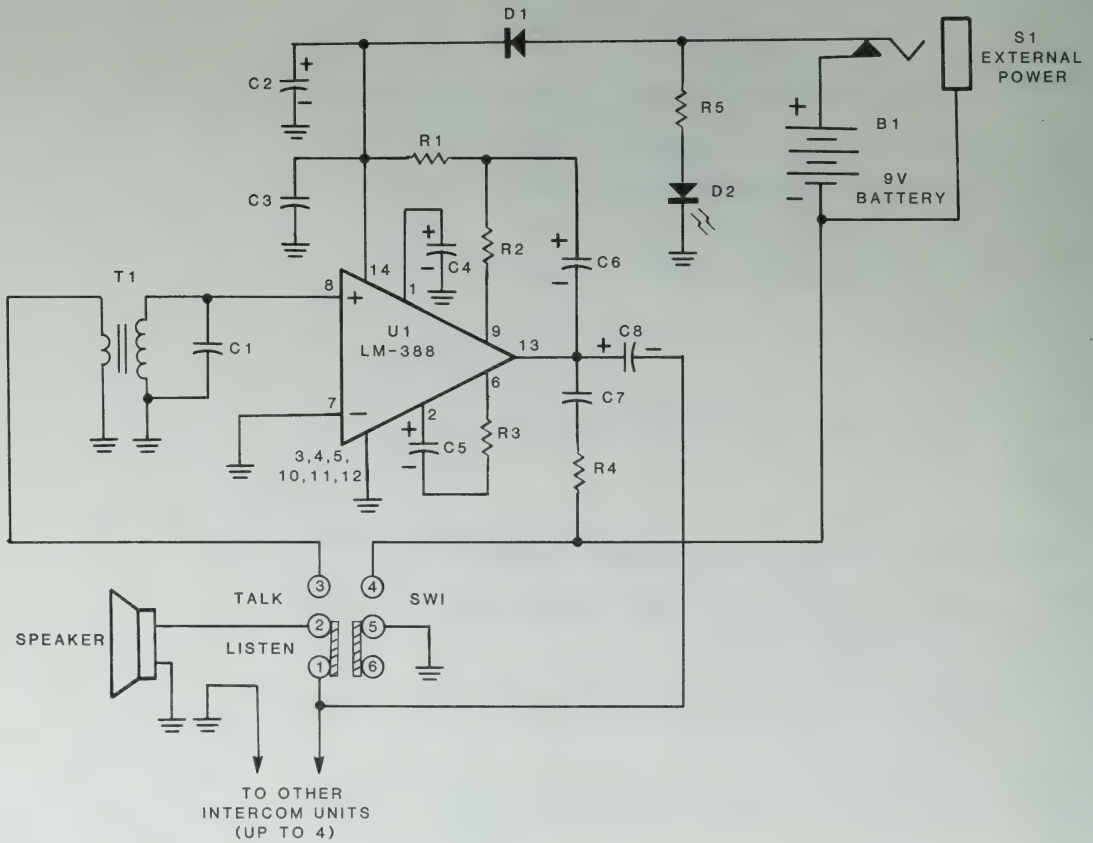 D1
S1
EXTERNAL
POWER
+
C2
−
R5
+
B1
R1
C3
D2
9V
−
BATTERY
+
C4
−
R2
+
C6
−
T1
14
1
8
+
U1
LM-388
9
13
C8
+
−
C1
C7
6
7
−
2
+
C5
−
R3
3,4,5,
10,11,12
R4
3
4
TALK
SWI
SPEAKER
2
5
LISTEN
1
6
TO OTHER
INTERCOM UNITS
(UP TO 4)